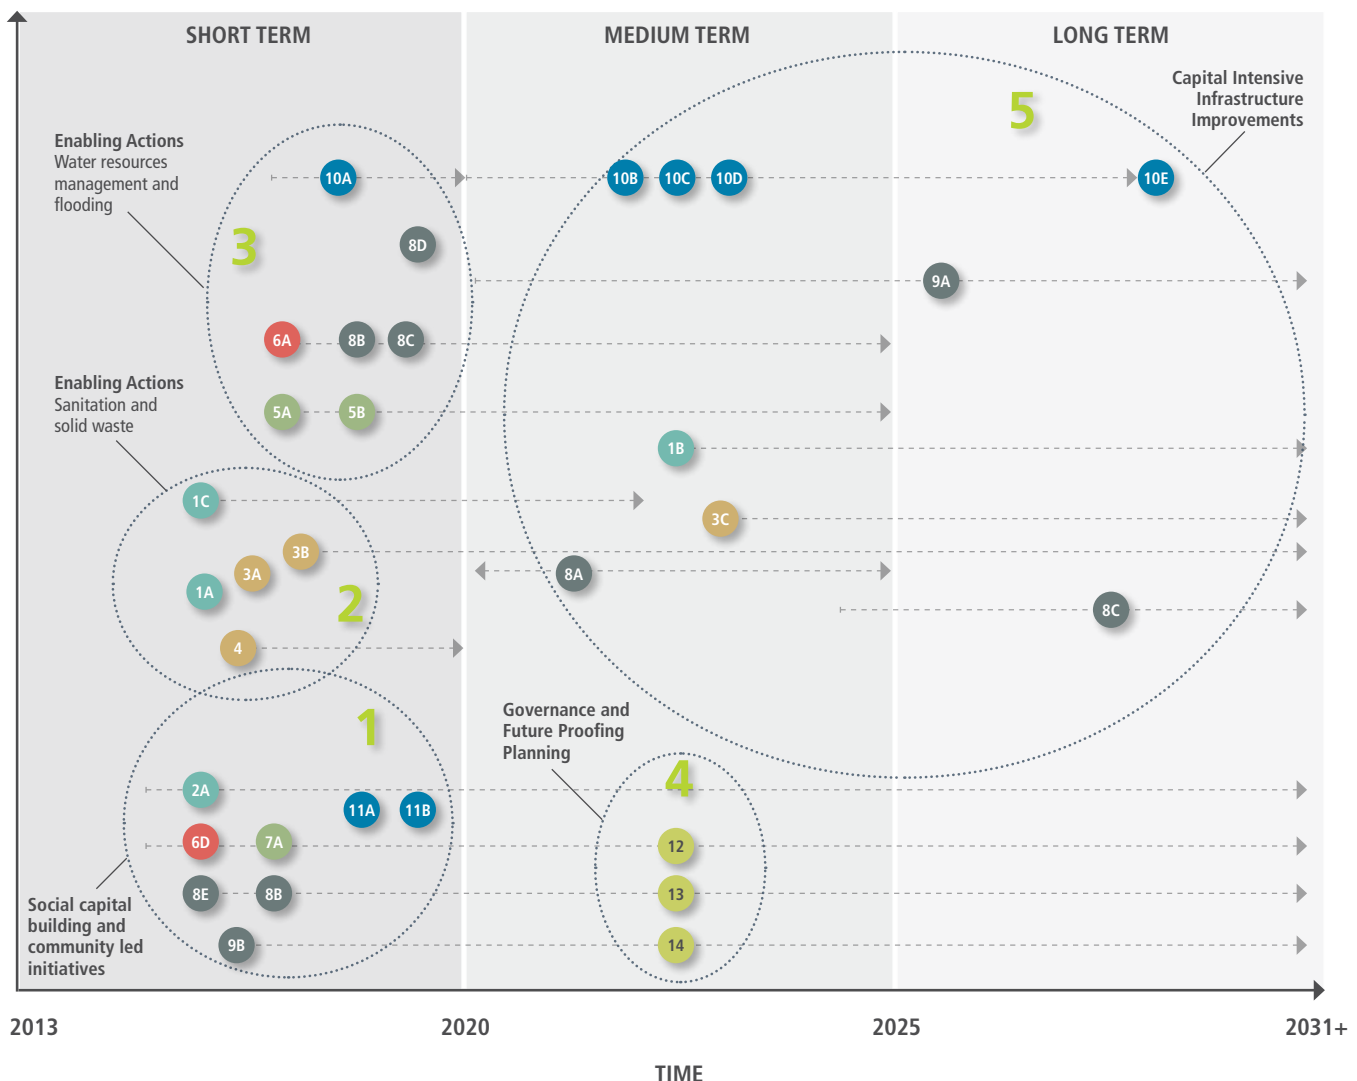 SHORT TERM
MEDIUM TERM
LONG TERM
Capital Intensive
Infrastructure
Improvements
5
Enabling Actions
Water resources
management and
flooding
10A
10B
10C
10D
10E
3
8D
9A
6A
8B
8C
Enabling Actions
Sanitation and
solid waste
5A
5B
1B
1C
3C
3B
3A
8A
1A
2
8C
4
1
Governance and
Future Proofing
Planning
4
2A
11A
11B
6D
7A
12
8E
8B
13
Social capital
building and
community led
initiatives
9B
14
2013
2020
2025
2031+
TIME